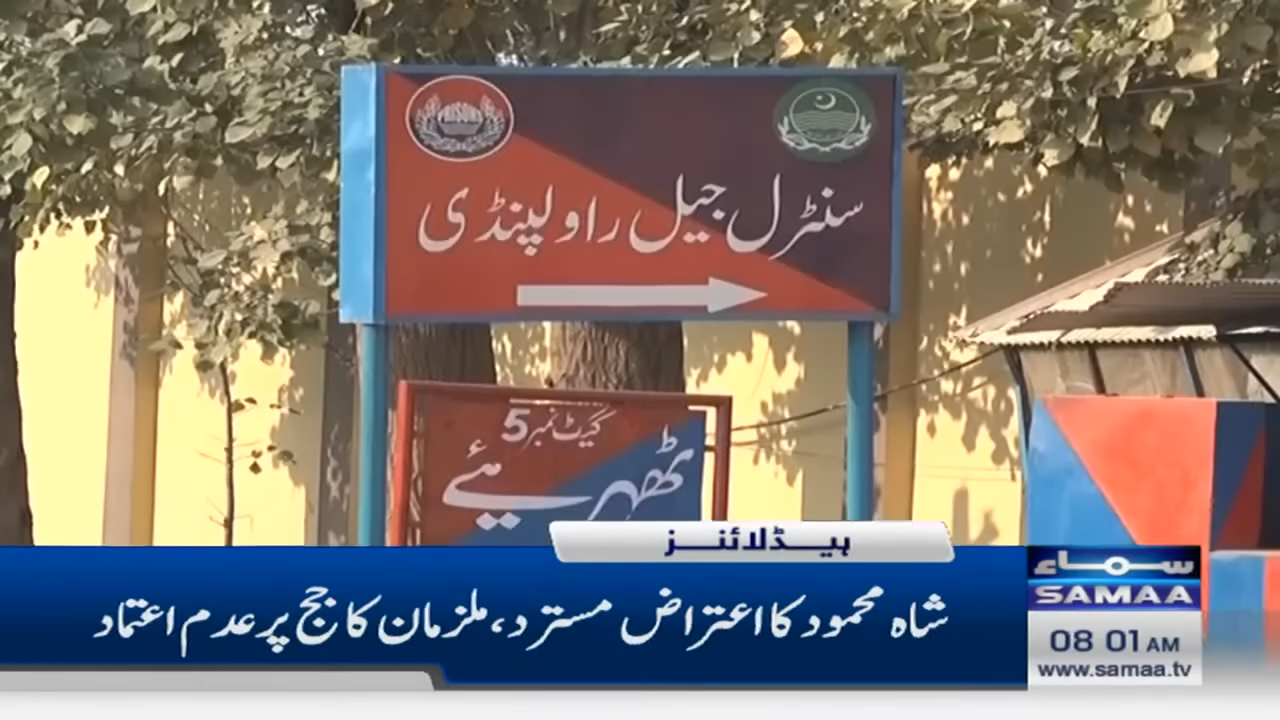 PRISONS
سنٹرل جیل راولپنڈی
گیٹ نمبر 5
ٹھہریئے
ہیڈلائنز
شاہ محمود کا اعتراض مسترد، ملزمان کا جج پر عدم اعتماد
سماء
SAMAA
08 01 AM
www.samaa.tv